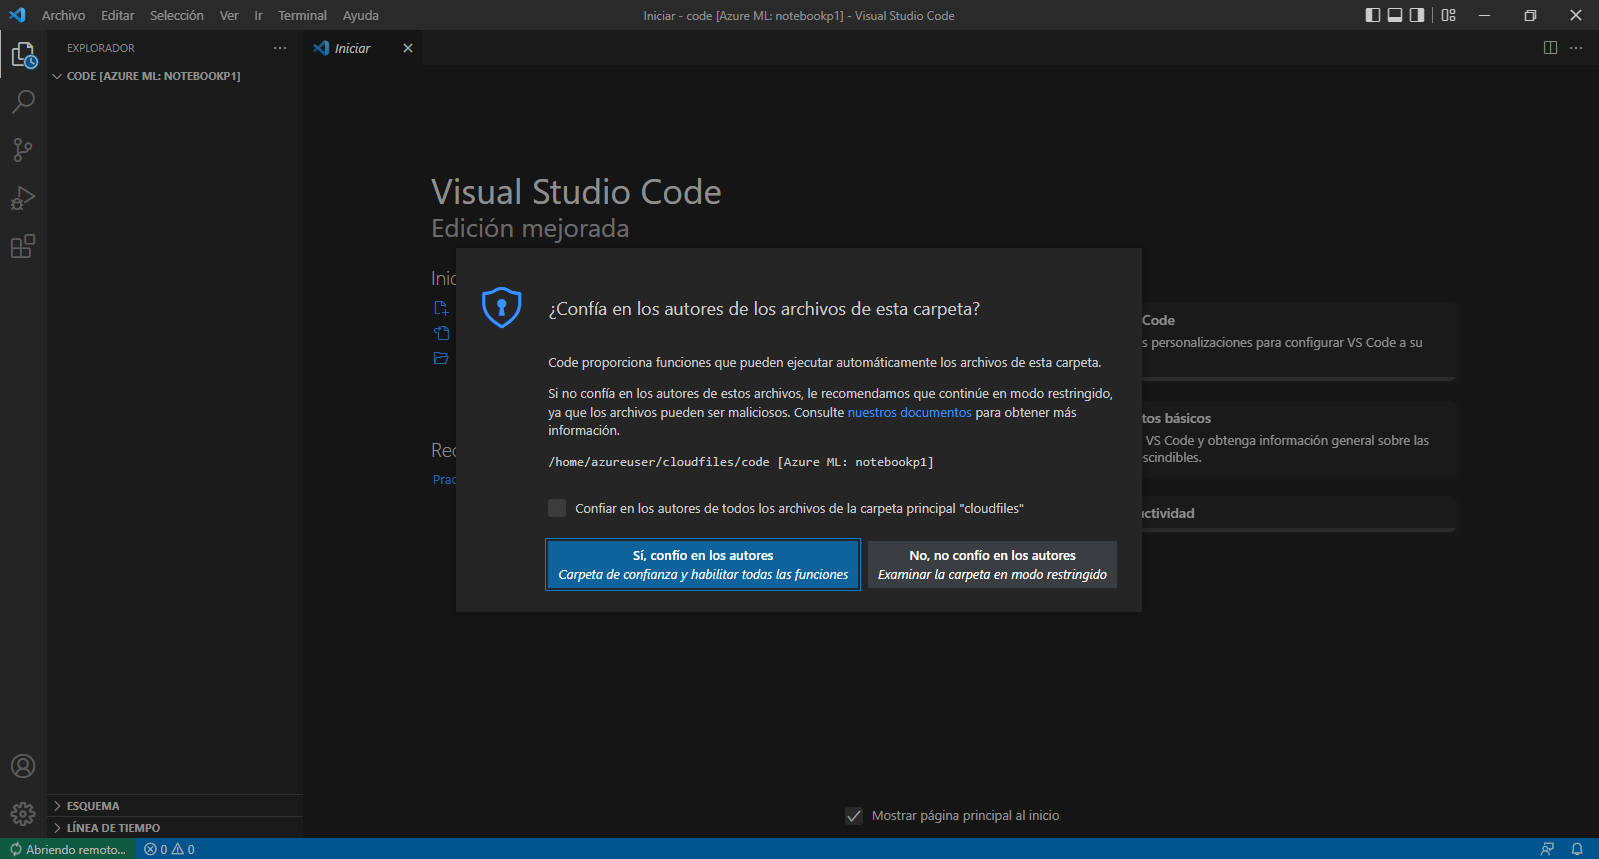 Archivo Editar Selección Ver Ir Terminal Ayuda
Iniciar - code [Azure ML: notebookp1] - Visual Studio Code
EXPLORADOR
Iniciar
CODE [AZURE ML: NOTEBOOKP1]
Visual Studio Code
Edición mejorada
¿Confía en los autores de los archivos de esta carpeta?
Code proporciona funciones que pueden ejecutar automáticamente los archivos de esta carpeta.
Si no confía en los autores de estos archivos, le recomendamos que continúe en modo restringido,
ya que los archivos pueden ser maliciosos. Consulte nuestros documentos para obtener más
información.
/home/azureuser/cloudfiles/code [Azure ML: notebookp1]
Confiar en los autores de todos los archivos de la carpeta principal "cloudfiles"
Sí, confío en los autores
Carpeta de confianza y habilitar todas las funciones
No, no confío en los autores
Examinar la carpeta en modo restringido
Code
personalizaciones para configurar VS Code a su
básicos
VS Code y obtenga información general sobre las
Mostrar página principal al inicio
ESQUEMA
LÍNEA DE TIEMPO
Abriendo remoto... 0 0